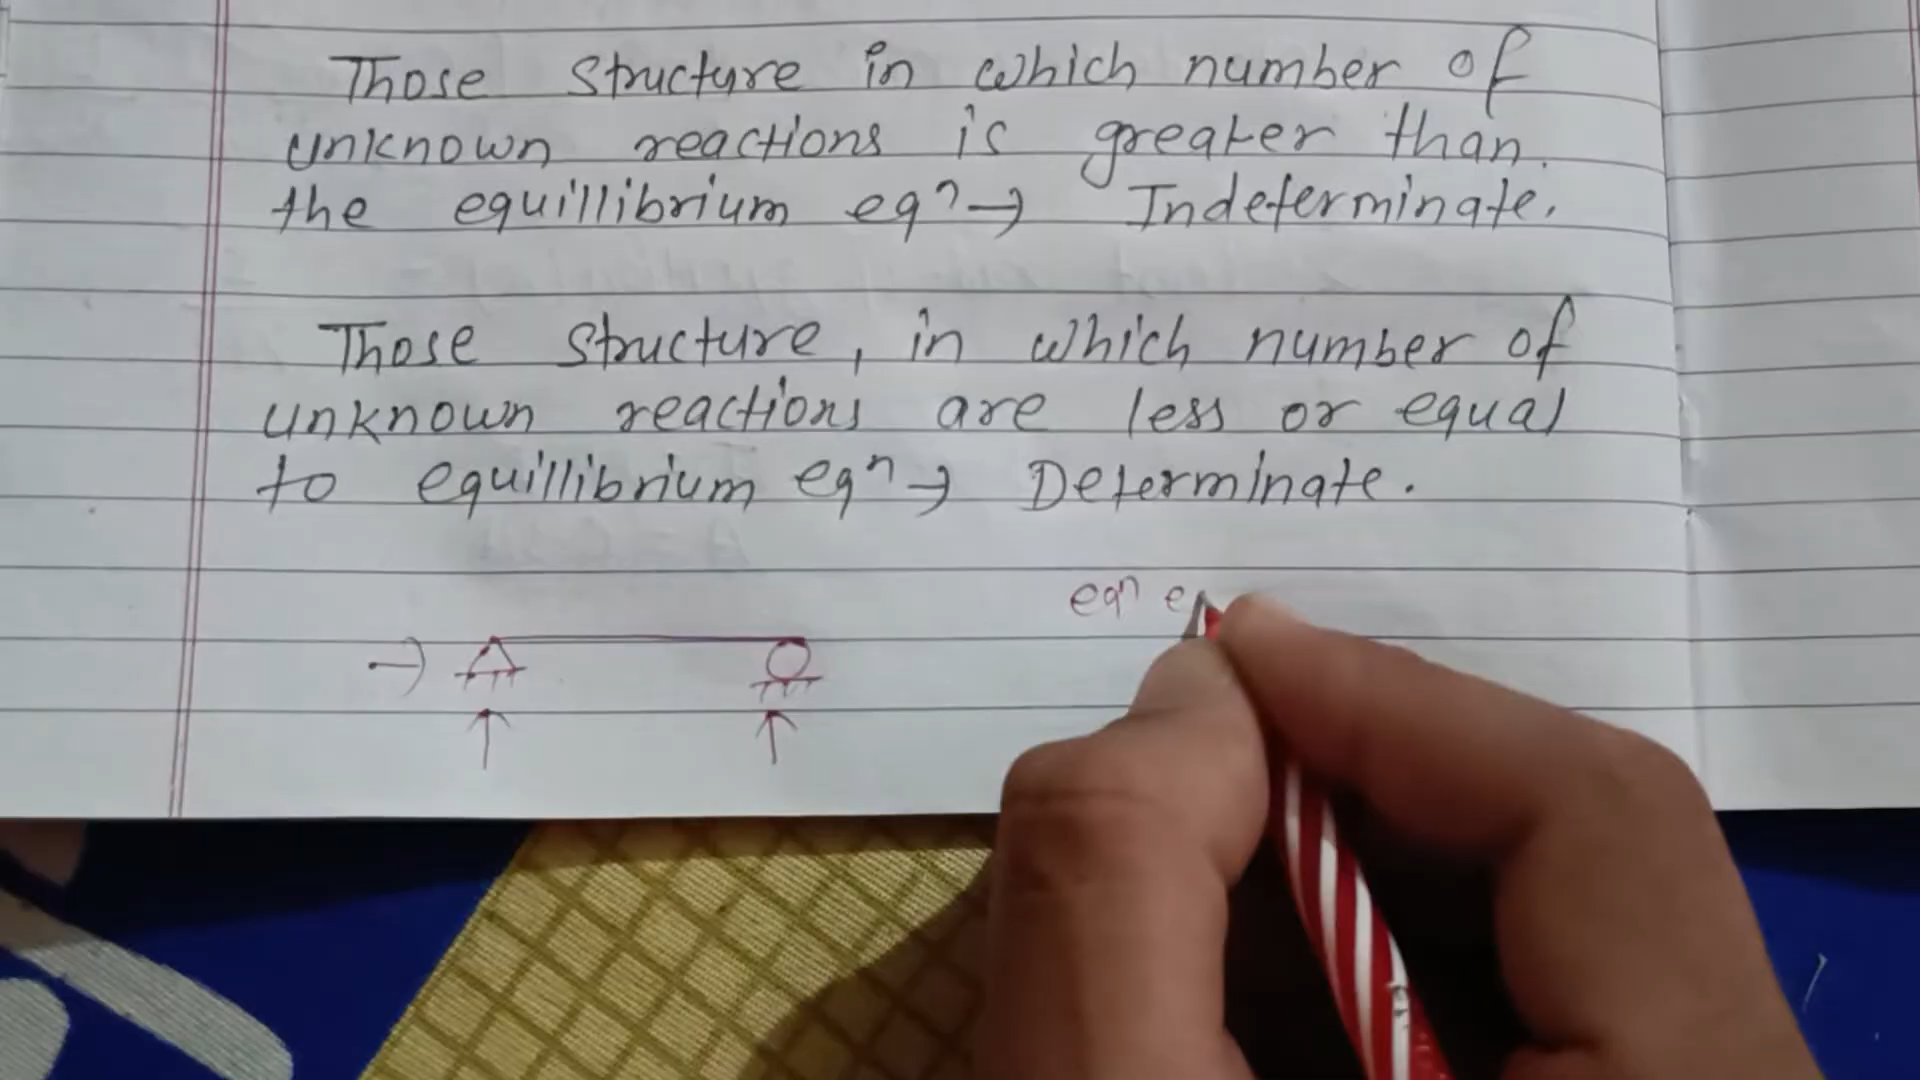 Those structure in which number of
unknown reactions is greater than.
the equillibrium eqⁿ → Indeterminate.
Those structure, in which number of
unknown reactions are less or equal
to equillibrium eqⁿ → Determinate.
eqⁿ e